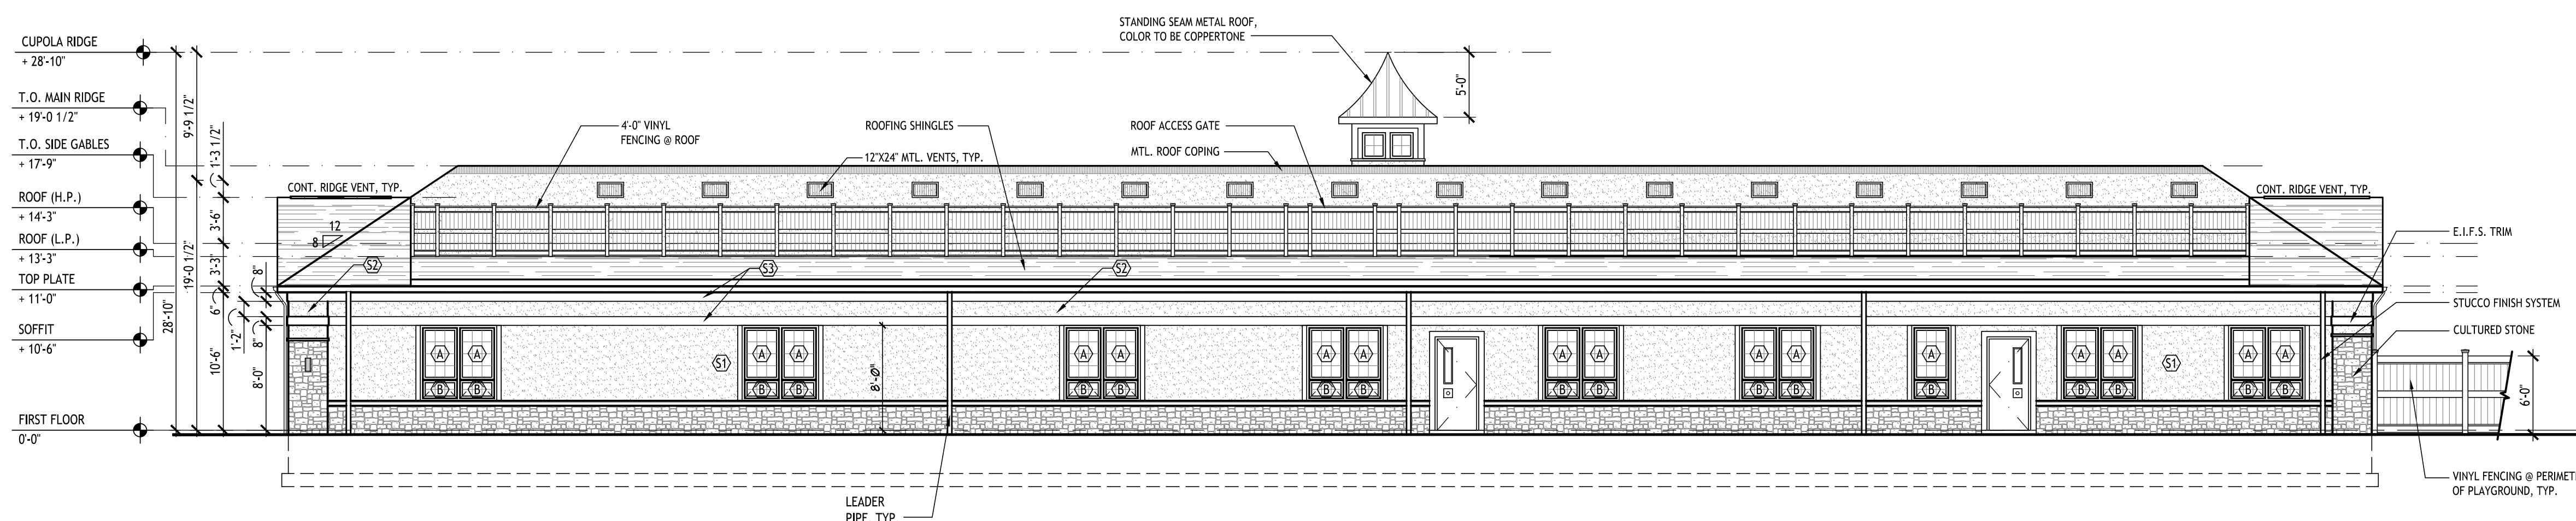 STANDING SEAM METAL ROOF,
COLOR TO BE COPPERTONE
CUPOLA RIDGE
+ 28'-10"
T.O. MAIN RIDGE
+ 19'-0 1/2"
T.O. SIDE GABLES
+ 17'-9"
ROOF (H.P.)
+ 14'-3"
ROOF (L.P.)
+ 13'-3"
TOP PLATE
+ 11'-0"
SOFFIT
+ 10'-6"
FIRST FLOOR
0'-0"
28'-10"
9'-9 1/2"
19'-0 1/2"
1'-3 1/2"
3'-6"
3'-3"
6"
10'-6"
1'-2"
8"
8"
8'-0"
5'-0"
4'-0" VINYL
FENCING @ ROOF
ROOFING SHINGLES
12"X24" MTL. VENTS, TYP.
ROOF ACCESS GATE
MTL. ROOF COPING
CONT. RIDGE VENT, TYP.
CONT. RIDGE VENT, TYP.
12
8
S2
S3
S2
E.I.F.S. TRIM
STUCCO FINISH SYSTEM
CULTURED STONE
A A A A A A A A A A A A A A A A A
S1
8'-0"
S1
B B B B B B B B B B B B B B B B B
6'-0"
VINYL FENCING @ PERIMET
OF PLAYGROUND, TYP.
LEADER
PIPE, TYP.